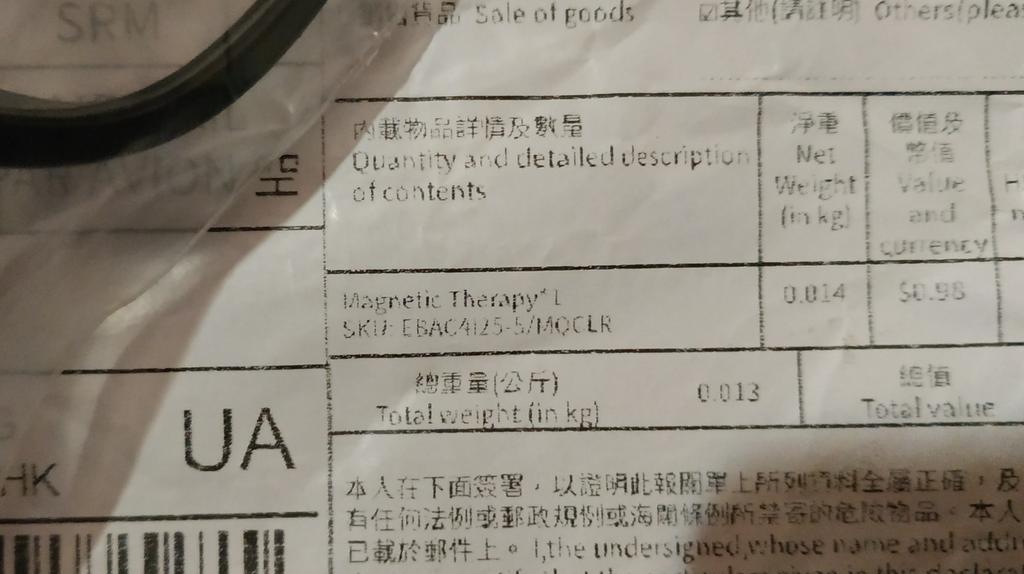 SRM
貨品 Sale of goods
☑其他(請註明) Others(pleas
內載物品詳情及數量
Quantity and detailed description
of contents
淨重
Net
Weight
(in kg)
價值及
幣值
Value
and
currency
Magnetic Therapy*1
SKU: EBAC4125-5/MQCLR
0.014
$0.98
總重量(公斤)
Total weight (in kg)
0.013
總值
Total value
UA
HK
本人在下面簽署，以證明此報關單上所列資料全屬正確，及
有任何法例或郵政規例或海關條例所禁寄的危險物品。本人
已載於郵件上。I,the undersigned,whose name and addr